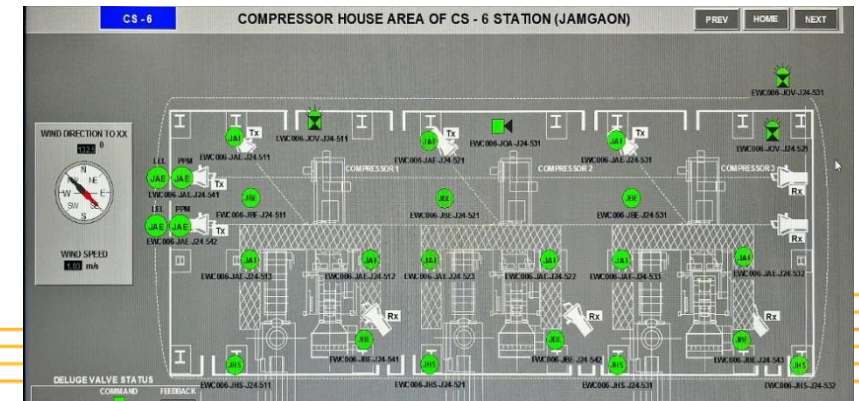 CS - 6
COMPRESSOR HOUSE AREA OF CS - 6 STATION (JAMGAON)
PREV
HOME
NEXT
EWC006-JOV-J24-531
WIND DIRECTION TO XX
0
N
NE
E
SE
S
SW
W
WIND SPEED
m/s
Tx
JAE
EWC006-JAE-J24-511
EWC006-JOV-J24-511
Tx
EWC006-JAE-J24-521
EWC006-JOA-J24-531
Tx
EWC006-JAE-J24-531
EWC006-JOV-J24-521
COMPRESSOR 1
COMPRESSOR 2
COMPRESSOR 3
LEL
PPM
JAE
JAE
Tx
EWC006-JAE-J24-541
Rx
JBE
EWC006-JBE-J24-511
JBE
EWC006-JBE-J24-521
JBE
EWC006-JBE-J24-531
LEL
PPM
JAE
JAE
Tx
EWC006-JAE-J24-542
Rx
EWC006-JAE-J24-513
EWC006-JAE-J24-512
EWC006-JAE-J24-523
EWC006-JAE-J24-522
EWC006-JAE-J24-533
EWC006-JAE-J24-532
Rx
Rx
Rx
JBE
EWC006-JBE-J24-541
JBE
EWC006-JBE-J24-542
JBE
EWC006-JBE-J24-543
JHS
EWC006-JHS-J24-511
JHS
EWC006-JHS-J24-521
JHS
EWC006-JHS-J24-531
JHS
EWC006-JHS-J24-532
DELUGE VALVE STATUS
COMMAND
FEEDBACK